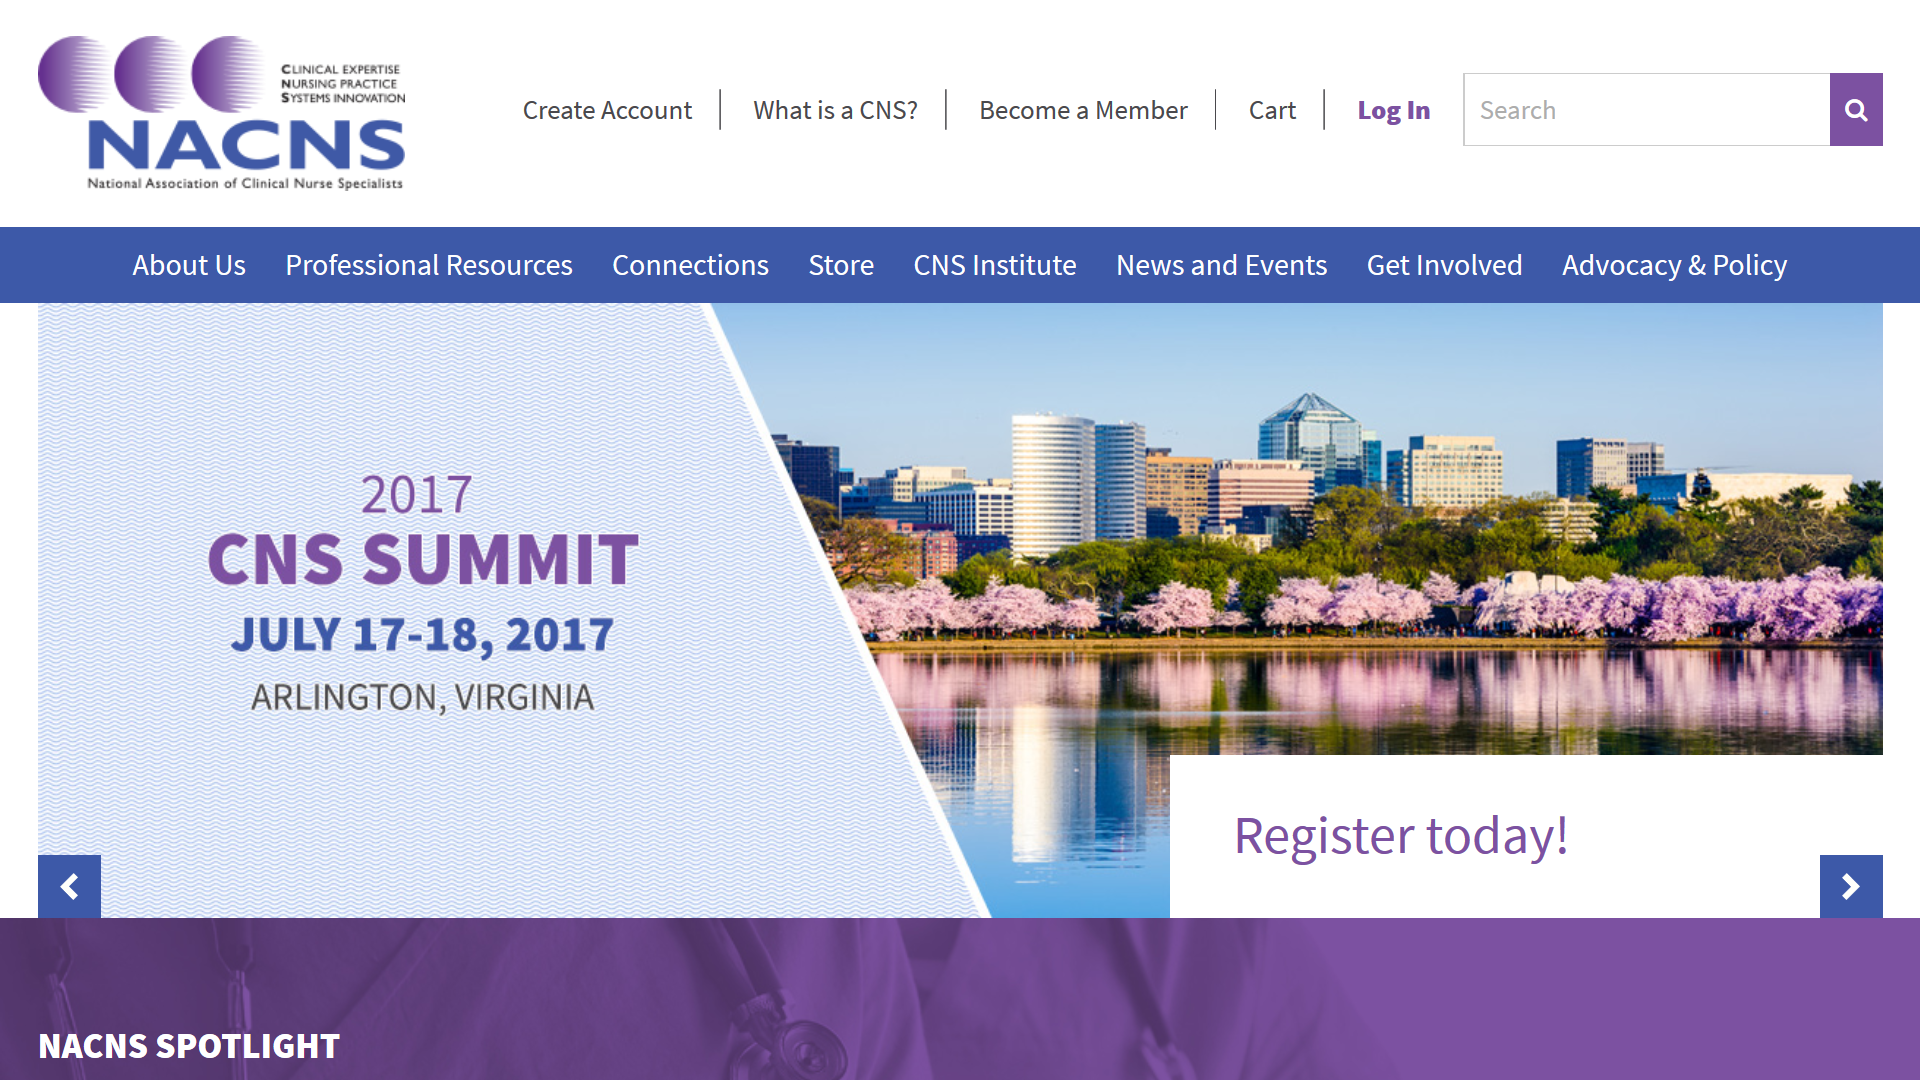 CLINICAL EXPERTISE
NURSING PRACTICE
SYSTEMS INNOVATION
NACNS
National Association of Clinical Nurse Specialists
Create Account
What is a CNS?
Become a Member
Cart
Log In
Search
About Us
Professional Resources
Connections
Store
CNS Institute
News and Events
Get Involved
Advocacy & Policy
2017
CNS SUMMIT
JULY 17-18, 2017
ARLINGTON, VIRGINIA
Register today!
NACNS SPOTLIGHT